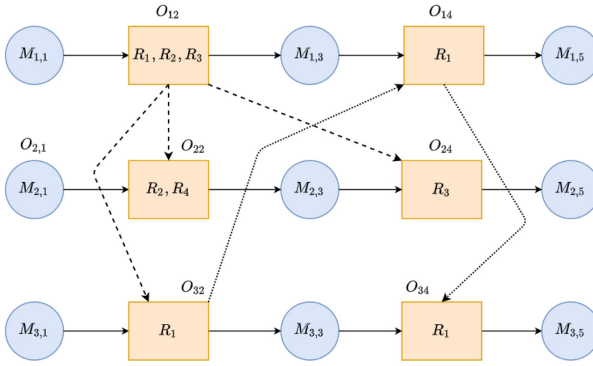 O12 O14
M1,1 R1, R2, R3 M1,3 R1 M1,5
O2,1 O22 O24
M2,1 R2, R4 M2,3 R3 M2,5
O32 O34
M3,1 R1 M3,3 R1 M3,5